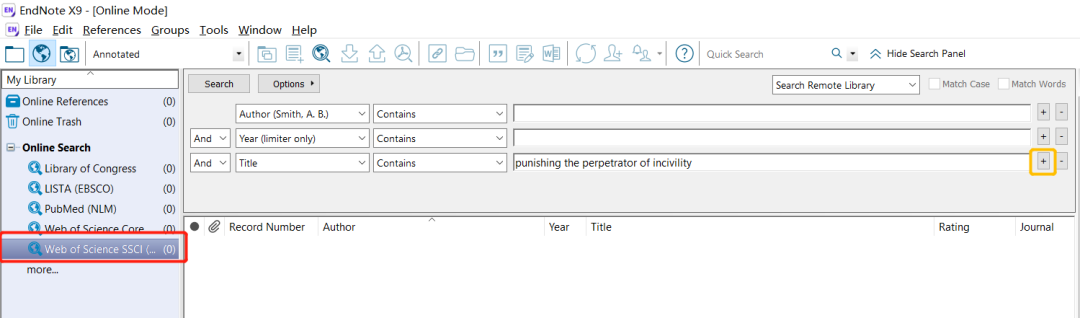 EndNote X9 - [Online Mode]
File Edit References Groups Tools Window Help
Annotated Quick Search Hide Search Panel
My Library
Online References (0)
Online Trash (0)
Online Search
Library of Congress (0)
LISTA (EBSCO) (0)
PubMed (NLM) (0)
Web of Science Core (0)
Web of Science SSCI (... (0)
more...
Search Options Search Remote Library Match Case Match Words
Author (Smith, A. B.) Contains + -
And Year (limiter only) Contains + -
And Title Contains punishing the perpetrator of incivility + -
Record Number Author Year Title Rating Journal